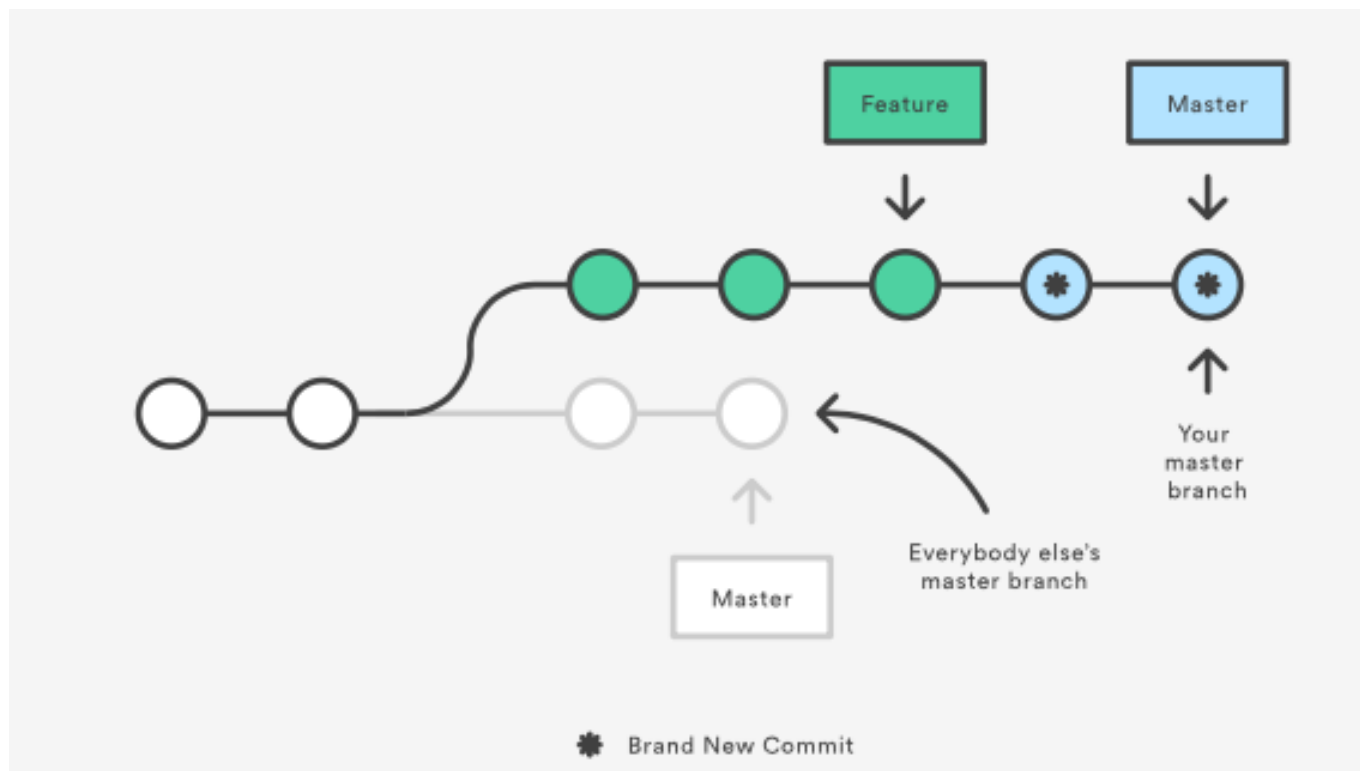 Feature
Master
Your
master
branch
Everybody else's
master branch
Master
Brand New Commit